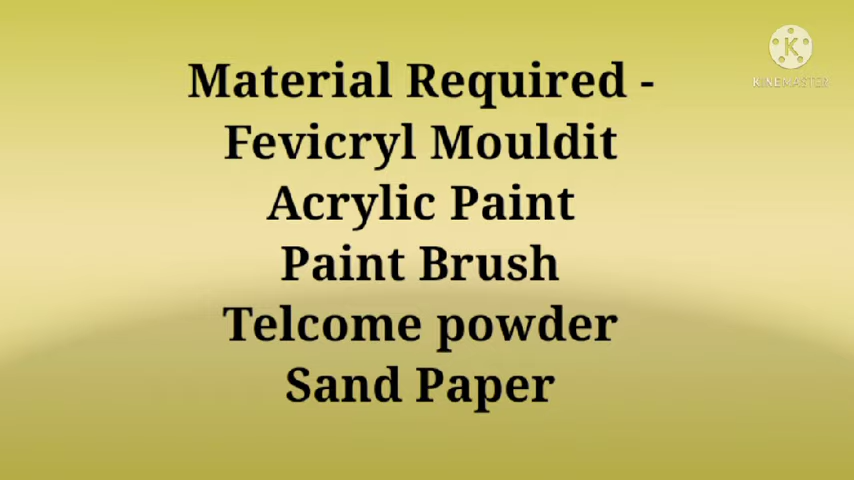 Material Required -
Fevicryl Mouldit
Acrylic Paint
Paint Brush
Telcome powder
Sand Paper
K
KINEMASTER